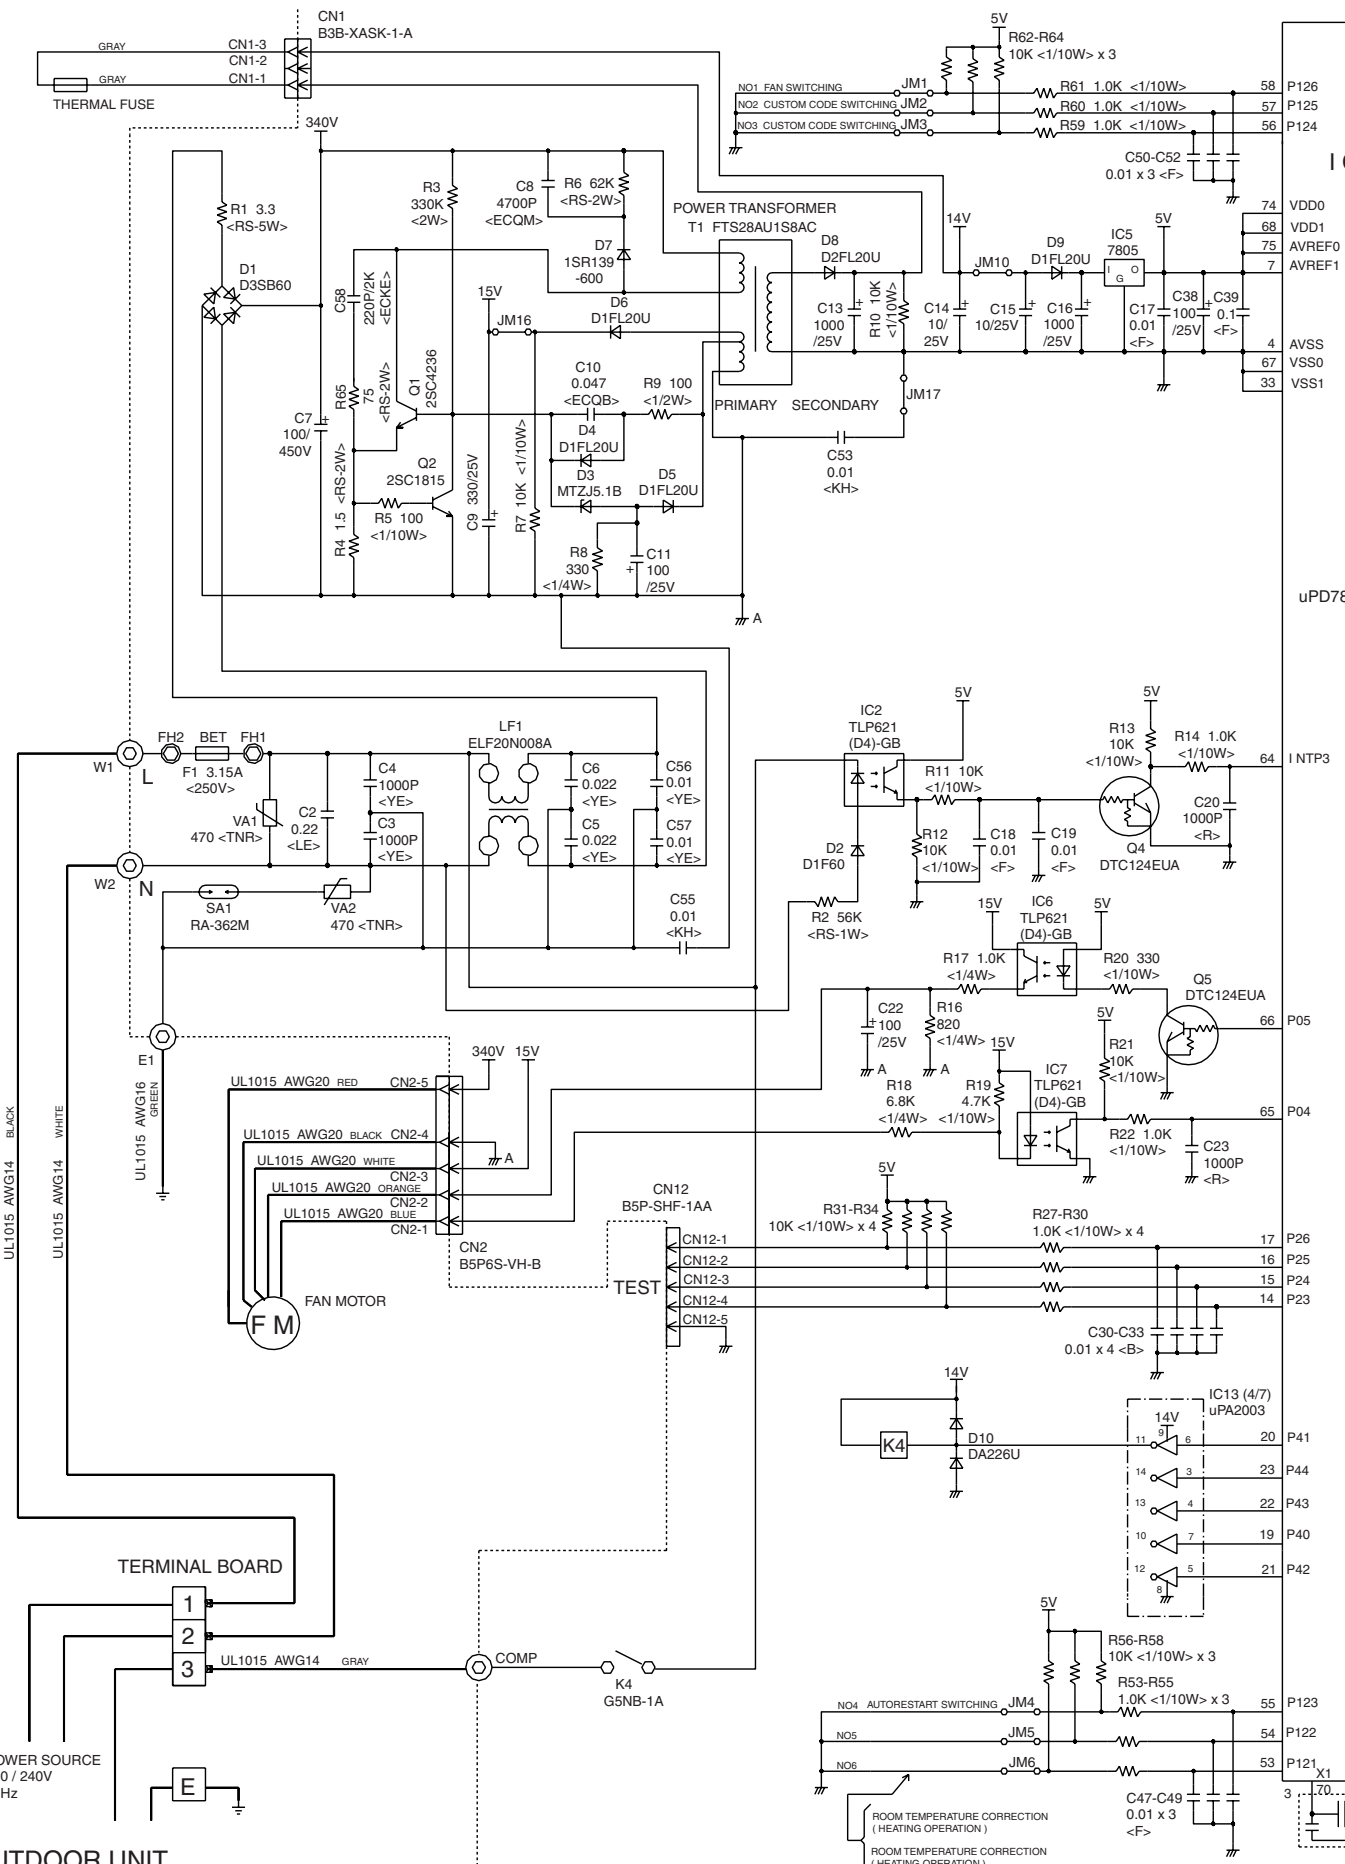 CN1
B3B-XASK-1-A
GRAY
CN1-3
CN1-2
GRAY
CN1-1
THERMAL FUSE
340V
R1 3.3
<RS-5W>
D1
D3SB60
R3
330K
<2W>
C8
4700P
<ECQM>
R6 62K
<RS-2W>
D7
1SR139
-600
C58
220P/2K
<ECKE>
15V
JM16
D6
D1FL20U
R65
75
<RS-2W>
Q1
2SC4236
C10
0.047
<ECQB>
R9 100
<1/2W>
C7
100/
450V
D4
D1FL20U
Q2
2SC1815
D3
MTZJ5.1B
D5
D1FL20U
R4 1.5 <RS-2W>
R5 100
<1/10W>
C9 330/25V
R7 10K <1/10W>
R8
330
<1/4W>
C11
100
/25V
A
POWER TRANSFORMER
T1 FTS28AU1S8AC
PRIMARY SECONDARY
D8
D2FL20U
C13
1000
/25V
R10 10K
<1/10W>
14V
C14
10/
25V
JM10
C15
10/25V
D9
D1FL20U
C16
1000
/25V
IC5
7805
I O
G
5V
C17
0.01
<F>
C38
100
/25V
C39
0.1
<F>
JM17
C53
0.01
<KH>
5V
R62-R64
10K <1/10W> x 3
NO1 FAN SWITCHING JM1
NO2 CUSTOM CODE SWITCHING JM2
NO3 CUSTOM CODE SWITCHING JM3
R61 1.0K <1/10W>
R60 1.0K <1/10W>
R59 1.0K <1/10W>
C50-C52
0.01 x 3 <F>
58 P126
57 P125
56 P124
74 VDD0
68 VDD1
75 AVREF0
7 AVREF1
4 AVSS
67 VSS0
33 VSS1
uPD78
W1
L
FH2
BET
FH1
F1 3.15A
<250V>
VA1
470 <TNR>
C2
0.22
<LE>
C4
1000P
<YE>
C3
1000P
<YE>
LF1
ELF20N008A
C6
0.022
<YE>
C5
0.022
<YE>
C56
0.01
<YE>
C57
0.01
<YE>
W2
N
SA1
RA-362M
VA2
470 <TNR>
C55
0.01
<KH>
E1
IC2
TLP621
(D4)-GB
5V
D2
D1F60
R2 56K
<RS-1W>
R11 10K
<1/10W>
R12
10K
<1/10W>
C18
0.01
<F>
C19
0.01
<F>
5V
R13
10K
<1/10W>
R14 1.0K
<1/10W>
Q4
DTC124EUA
C20
1000P
<R>
64 INTP3
15V
IC6
TLP621
(D4)-GB
5V
R17 1.0K
<1/4W>
R20 330
<1/10W>
Q5
DTC124EUA
66 P05
C22
100
/25V
A
R16
820
<1/4W>
A
15V
R18
6.8K
<1/4W>
R19
4.7K
<1/10W>
IC7
TLP621
(D4)-GB
5V
R21
10K
<1/10W>
R22 1.0K
<1/10W>
C23
1000P
<R>
65 P04
340V 15V
UL1015 AWG20 RED CN2-5
UL1015 AWG20 BLACK CN2-4
A
UL1015 AWG20 WHITE
CN2-3
UL1015 AWG20 ORANGE
CN2-2
UL1015 AWG20 BLUE
CN2-1
CN2
B5P6S-VH-B
F M
FAN MOTOR
UL1015 AWG14 BLACK
UL1015 AWG14 WHITE
UL1015 AWG16
GREEN
CN12
B5P-SHF-1AA
TEST
CN12-1
CN12-2
CN12-3
CN12-4
CN12-5
5V
R31-R34
10K <1/10W> x 4
R27-R30
1.0K <1/10W> x 4
C30-C33
0.01 x 4 <B>
17 P26
16 P25
15 P24
14 P23
14V
K4
D10
DA226U
IC13 (4/7)
uPA2003
14V
9
11 6
14 3
13 4
10 7
12 5
8
20 P41
23 P44
22 P43
19 P40
21 P42
TERMINAL BOARD
1
2
3
UL1015 AWG14 GRAY
COMP
K4
G5NB-1A
5V
R56-R58
10K <1/10W> x 3
R53-R55
1.0K <1/10W> x 3
NO4 AUTORESTART SWITCHING JM4
NO5 JM5
NO6 JM6
C47-C49
0.01 x 3
<F>
55 P123
54 P122
53 P121
X1
3 70
OWER SOURCE
0 / 240V
Hz
E
ROOM TEMPERATURE CORRECTION
( HEATING OPERATION )
ROOM TEMPERATURE CORRECTION
( HEATING OPERATION )
UTDOOR UNIT